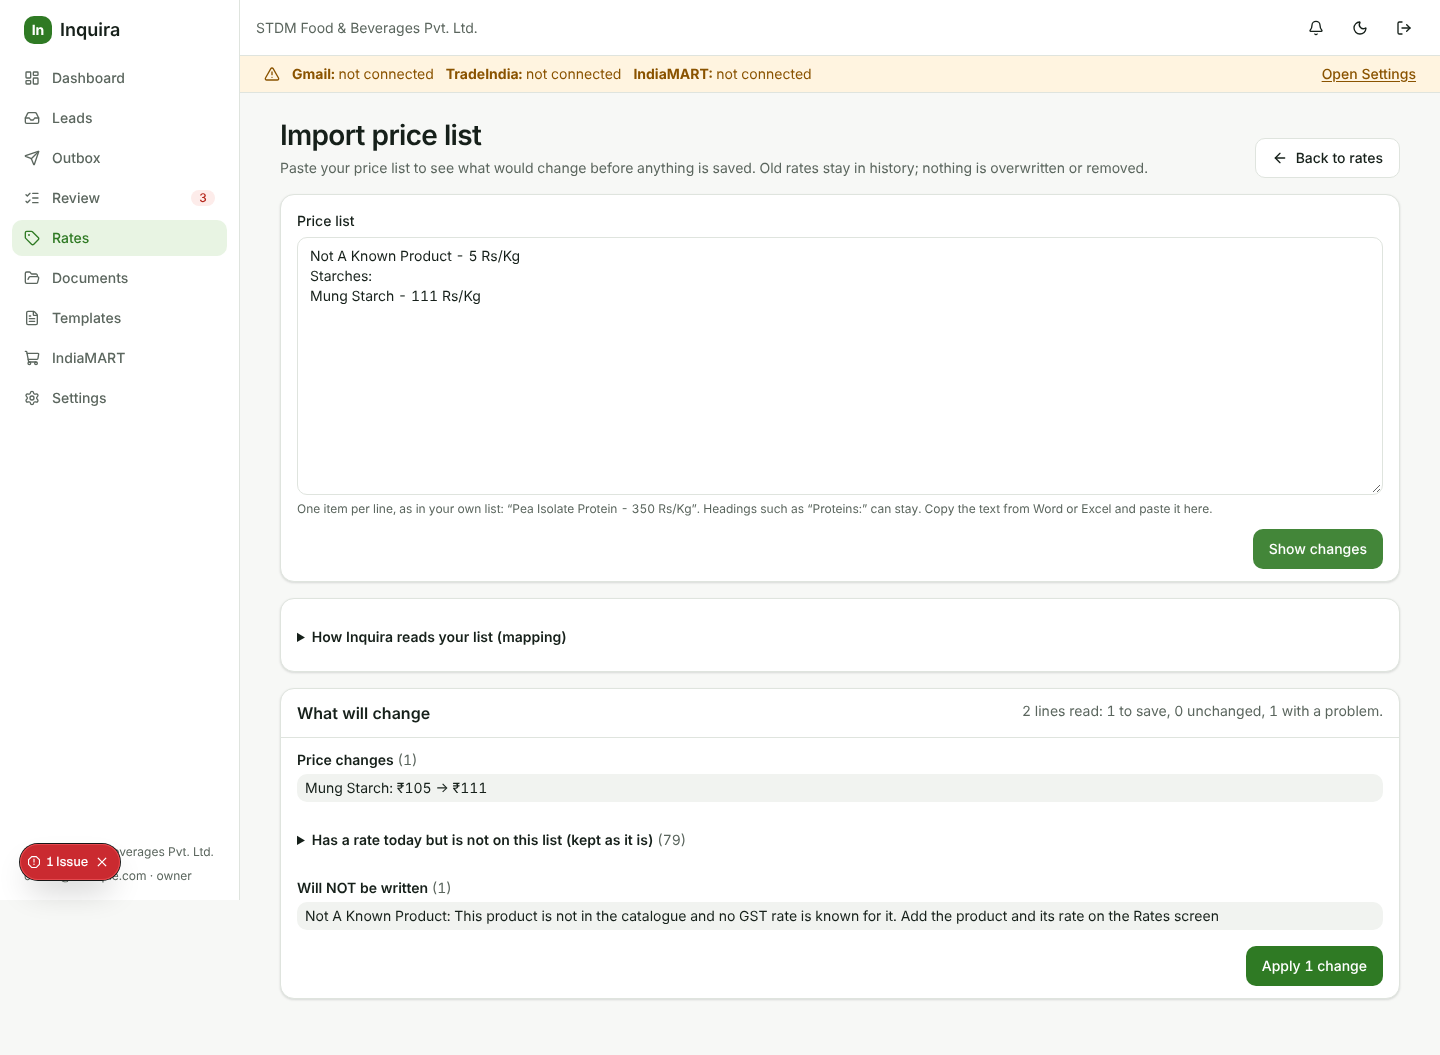 In Inquira
STDM Food & Beverages Pvt. Ltd.
Gmail: not connected TradeIndia: not connected IndiaMART: not connected Open Settings
Dashboard
Leads
Outbox
Review 3
Rates
Documents
Templates
IndiaMART
Settings
Import price list
Paste your price list to see what would change before anything is saved. Old rates stay in history; nothing is overwritten or removed.
Back to rates
Price list
Not A Known Product - 5 Rs/Kg
Starches:
Mung Starch - 111 Rs/Kg
One item per line, as in your own list: “Pea Isolate Protein - 350 Rs/Kg”. Headings such as “Proteins:” can stay. Copy the text from Word or Excel and paste it here.
Show changes
How Inquira reads your list (mapping)
What will change
2 lines read: 1 to save, 0 unchanged, 1 with a problem.
Price changes (1)
Mung Starch: ₹105 → ₹111
Has a rate today but is not on this list (kept as it is) (79)
Will NOT be written (1)
Not A Known Product: This product is not in the catalogue and no GST rate is known for it. Add the product and its rate on the Rates screen
Apply 1 change
verages Pvt. Ltd.
1 Issue
e.com · owner